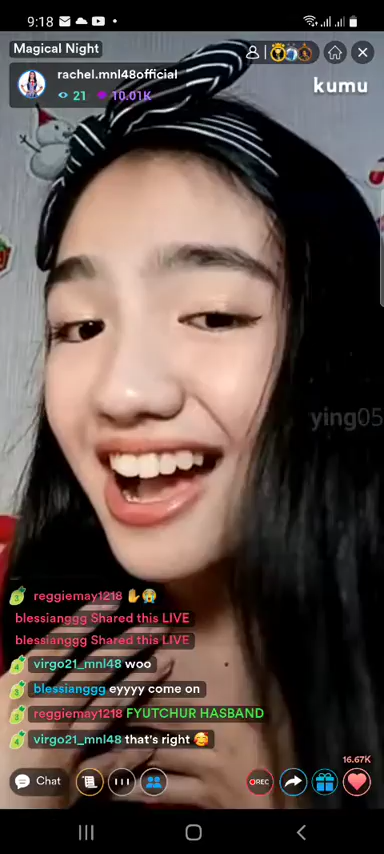 9:18
Magical Night
rachel.mnl48official
21 10.01K
kumu
ying05
reggiemay1218 ✋😭
blessianggg Shared this LIVE
blessianggg Shared this LIVE
virgo21_mnl48 woo
blessianggg eyyyy come on
reggiemay1218 FYUTCHUR HASBAND
virgo21_mnl48 that's right 🥰
16.67K
Chat
REC